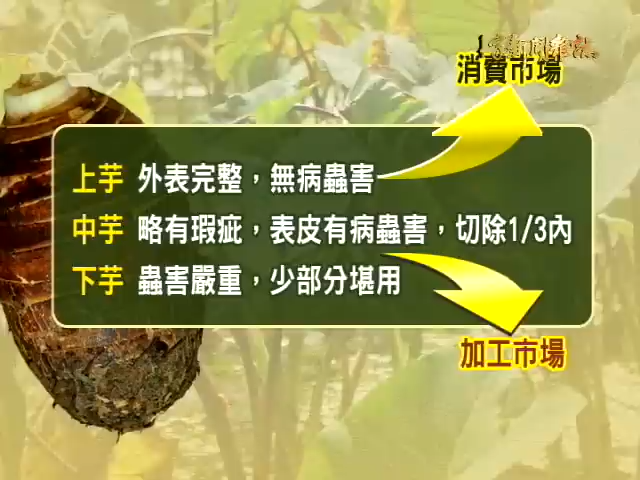 消費市場
上芋 外表完整，無病蟲害
中芋 略有瑕疵，表皮有病蟲害，切除1/3內
下芋 蟲害嚴重，少部分堪用
加工市場